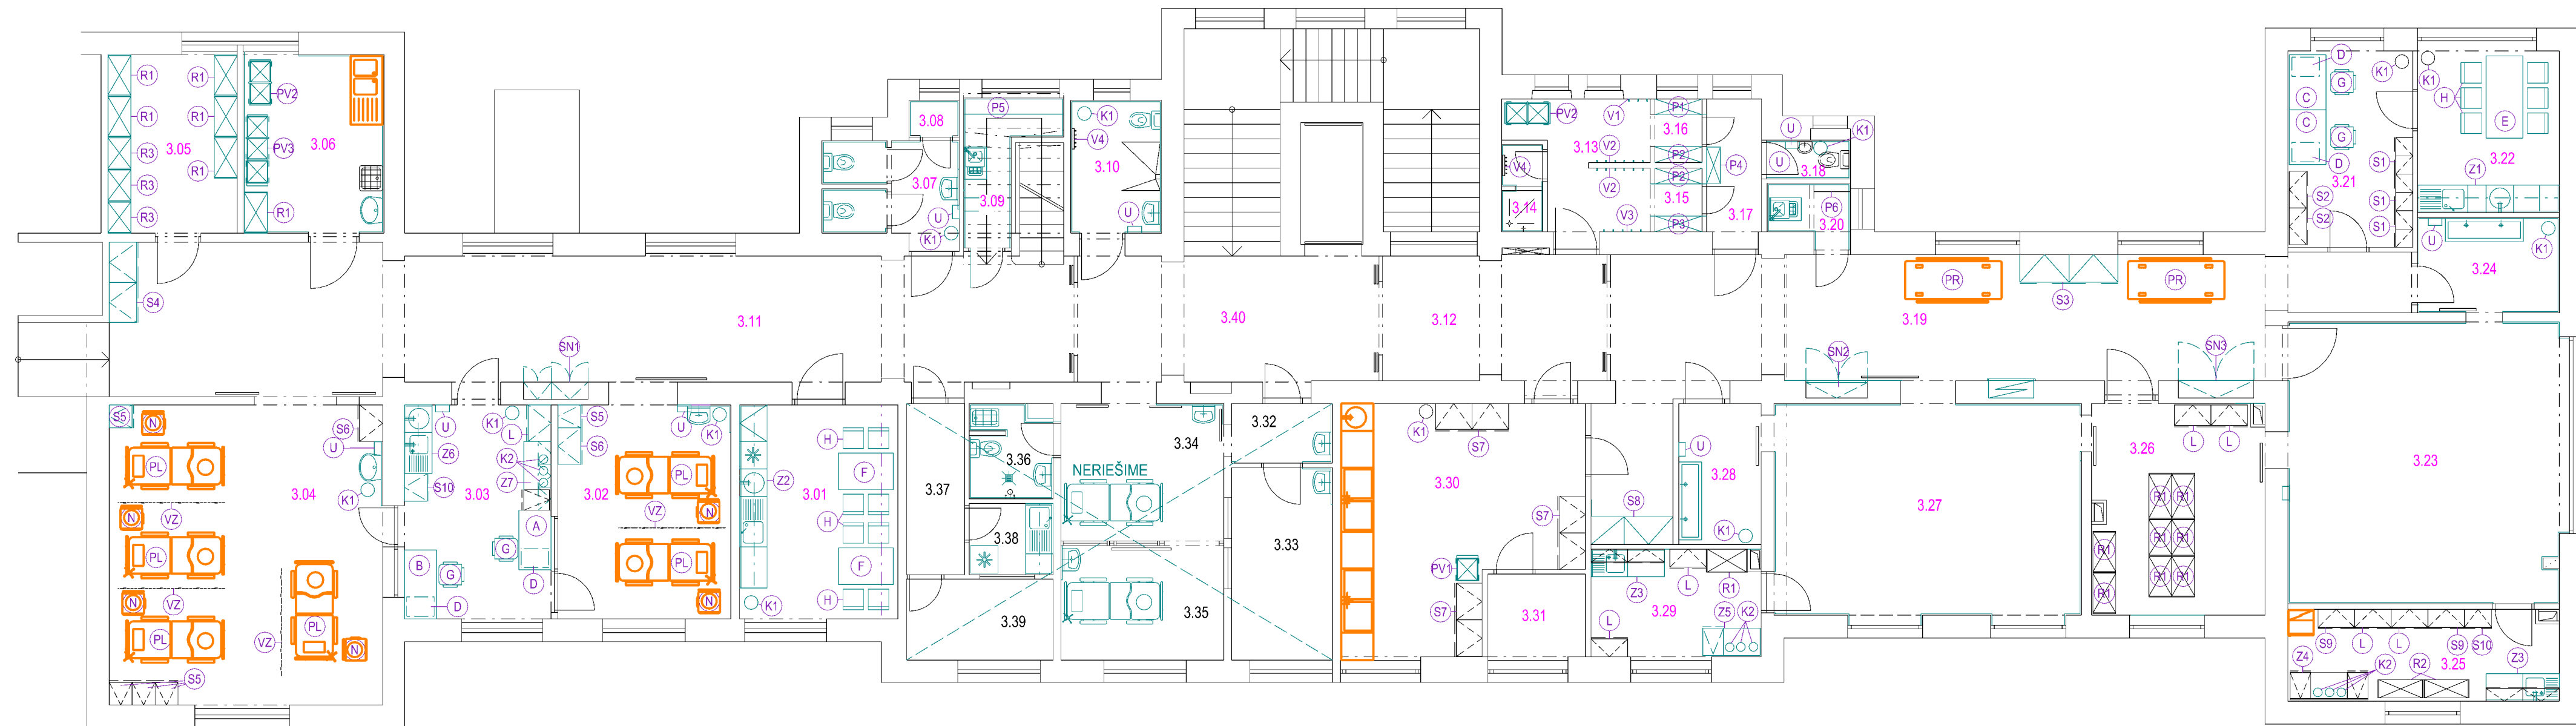 R1
R1
R1
R1
R3
3.05
R1
R3
R3
PV2
PV3
3.06
R1
3.08
3.07
U
K1
P5
3.09
K1
V4
3.10
U
PV2
V1
P1
3.16
3.13
V2
P2
V4
V2
P2
3.15
P4
3.14
V3
P3
3.17
U
K1
U
3.18
P6
3.20
D
G
C
C
G
D
K1
S1
3.21
S2
S2
S1
S1
K1
H
E
3.22
Z1
U
K1
3.24
S4
3.11
3.40
3.12
PR
S3
PR
3.19
SN1
SN2
SN3
S5
N
S6
U
PL
3.04
K1
N
VZ
PL
N
VZ
PL
PL
N
VZ
S5
U
Z6
S10
3.03
K1
L
K2
Z7
A
G
D
B
G
D
S5
S6
3.02
U
K1
PL
N
VZ
PL
N
Z2
3.01
K1
H
F
H
H
F
H
3.37
3.36
3.38
3.39
3.34
NERIEŠIME
3.35
3.32
3.33
K1
S7
3.30
S7
PV1
S7
3.31
S8
U
3.28
K1
Z3
L
R1
3.29
Z5
K2
L
3.27
L
L
3.26
R1
R1
R1
R1
R1
R1
R1
R1
3.23
S9
L
L
S9
S10
Z4
K2
R2
3.25
Z3